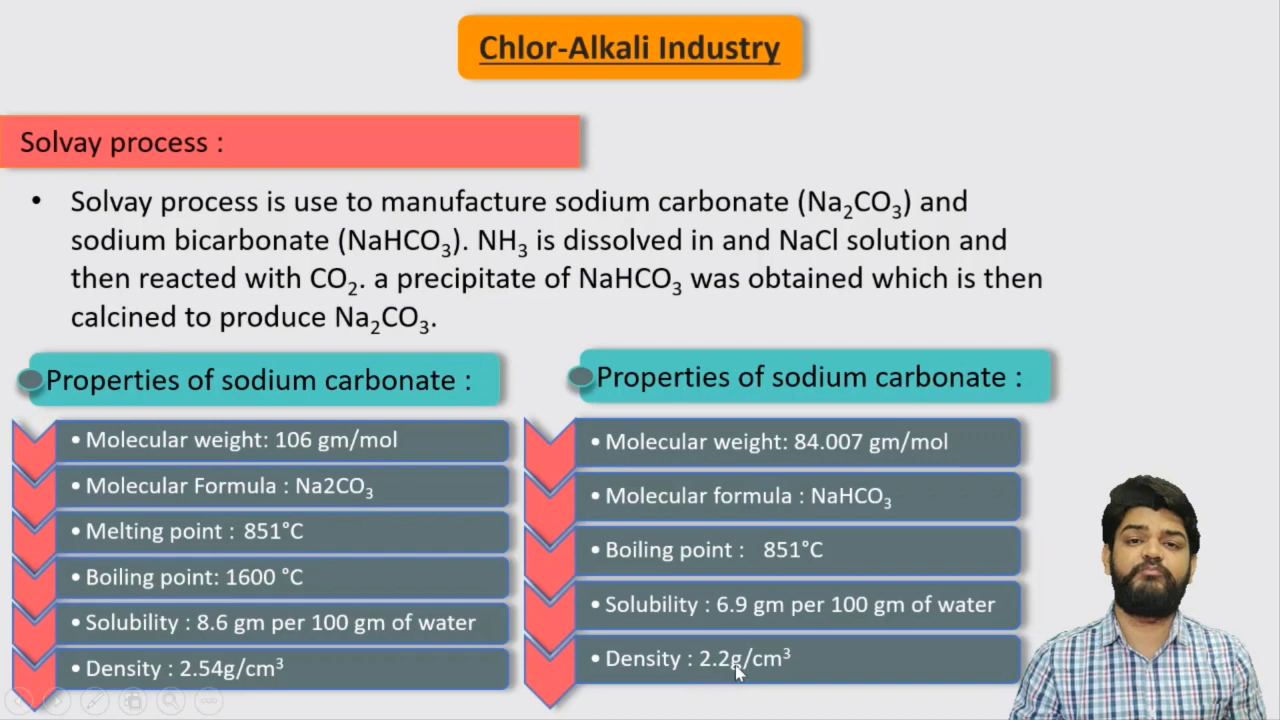 Chlor-Alkali Industry
Solvay process :
• Solvay process is use to manufacture sodium carbonate (Na₂CO₃) and
sodium bicarbonate (NaHCO₃). NH₃ is dissolved in and NaCl solution and
then reacted with CO₂. a precipitate of NaHCO₃ was obtained which is then
calcined to produce Na₂CO₃.
Properties of sodium carbonate :
• Molecular weight: 106 gm/mol
• Molecular Formula : Na2CO₃
• Melting point : 851°C
• Boiling point: 1600 °C
• Solubility : 8.6 gm per 100 gm of water
• Density : 2.54g/cm³
Properties of sodium carbonate :
• Molecular weight: 84.007 gm/mol
• Molecular formula : NaHCO₃
• Boiling point : 851°C
• Solubility : 6.9 gm per 100 gm of water
• Density : 2.2g/cm³